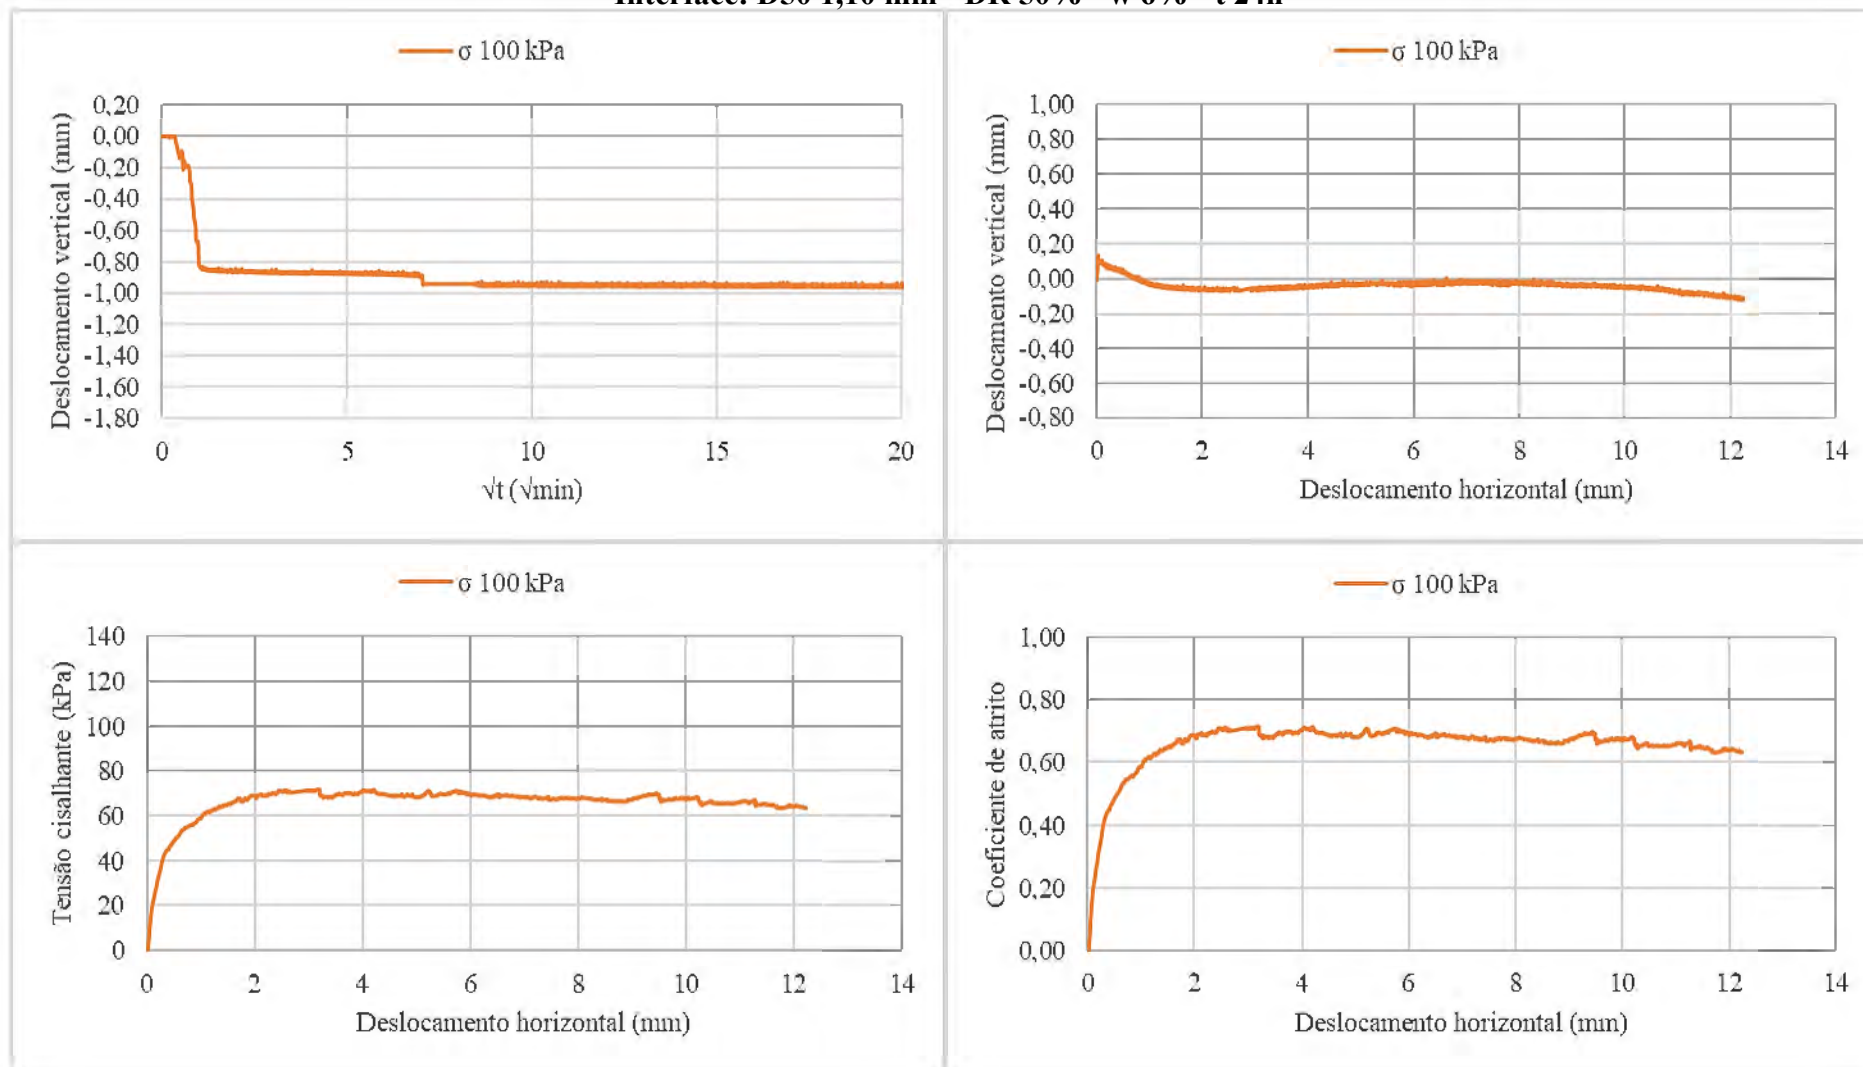 σ 100 kPa
0,20
0,00
-0,20
-0,40
-0,60
-0,80
-1,00
-1,20
-1,40
-1,60
-1,80
Deslocamento vertical (mm)
0 5 10 15 20
√t (√min)
σ 100 kPa
1,00
0,80
0,60
0,40
0,20
0,00
-0,20
-0,40
-0,60
-0,80
Deslocamento vertical (mm)
0 2 4 6 8 10 12 14
Deslocamento horizontal (mm)
σ 100 kPa
140
120
100
80
60
40
20
0
Tensão cisalhante (kPa)
0 2 4 6 8 10 12 14
Deslocamento horizontal (mm)
σ 100 kPa
1,00
0,80
0,60
0,40
0,20
0,00
Coeficiente de atrito
0 2 4 6 8 10 12 14
Deslocamento horizontal (mm)